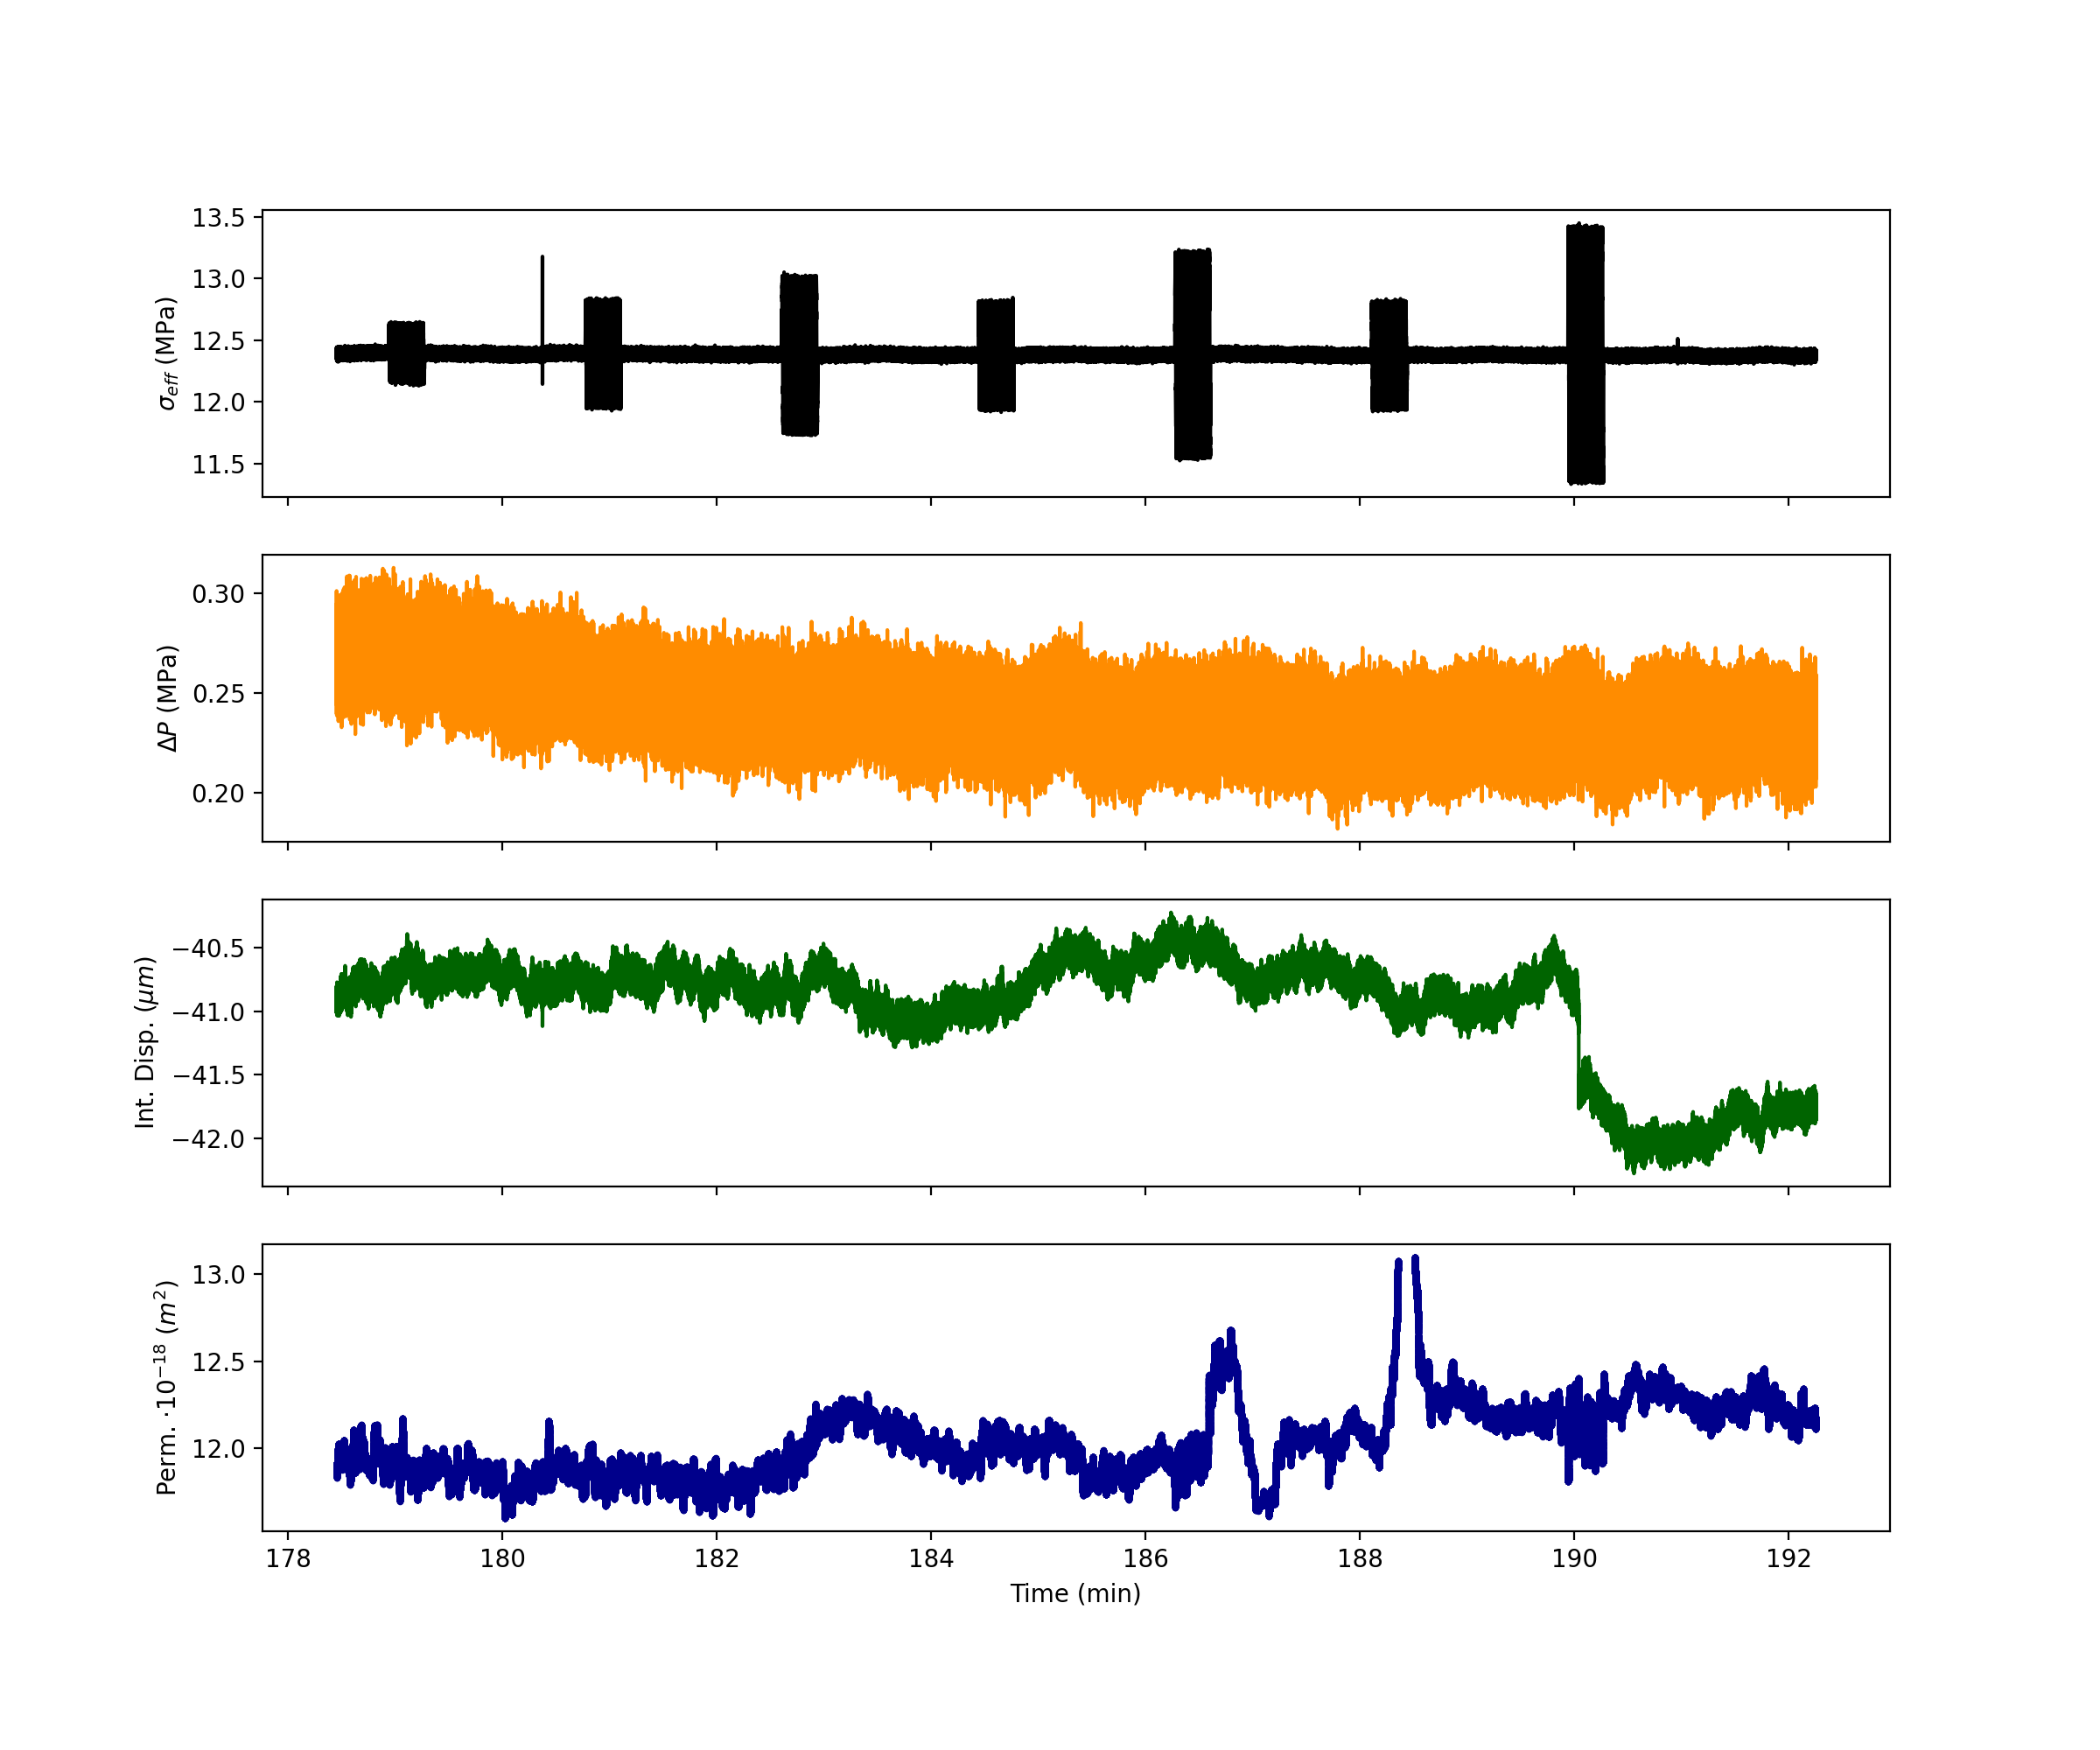 13.5
13.0
12.5
12.0
11.5
σeff (MPa)
0.30
0.25
0.20
ΔP (MPa)
−40.5
−41.0
−41.5
−42.0
Int. Disp. (μm)
13.0
12.5
12.0
Perm. ·10⁻¹⁸ (m²)
178 180 182 184 186 188 190 192
Time (min)